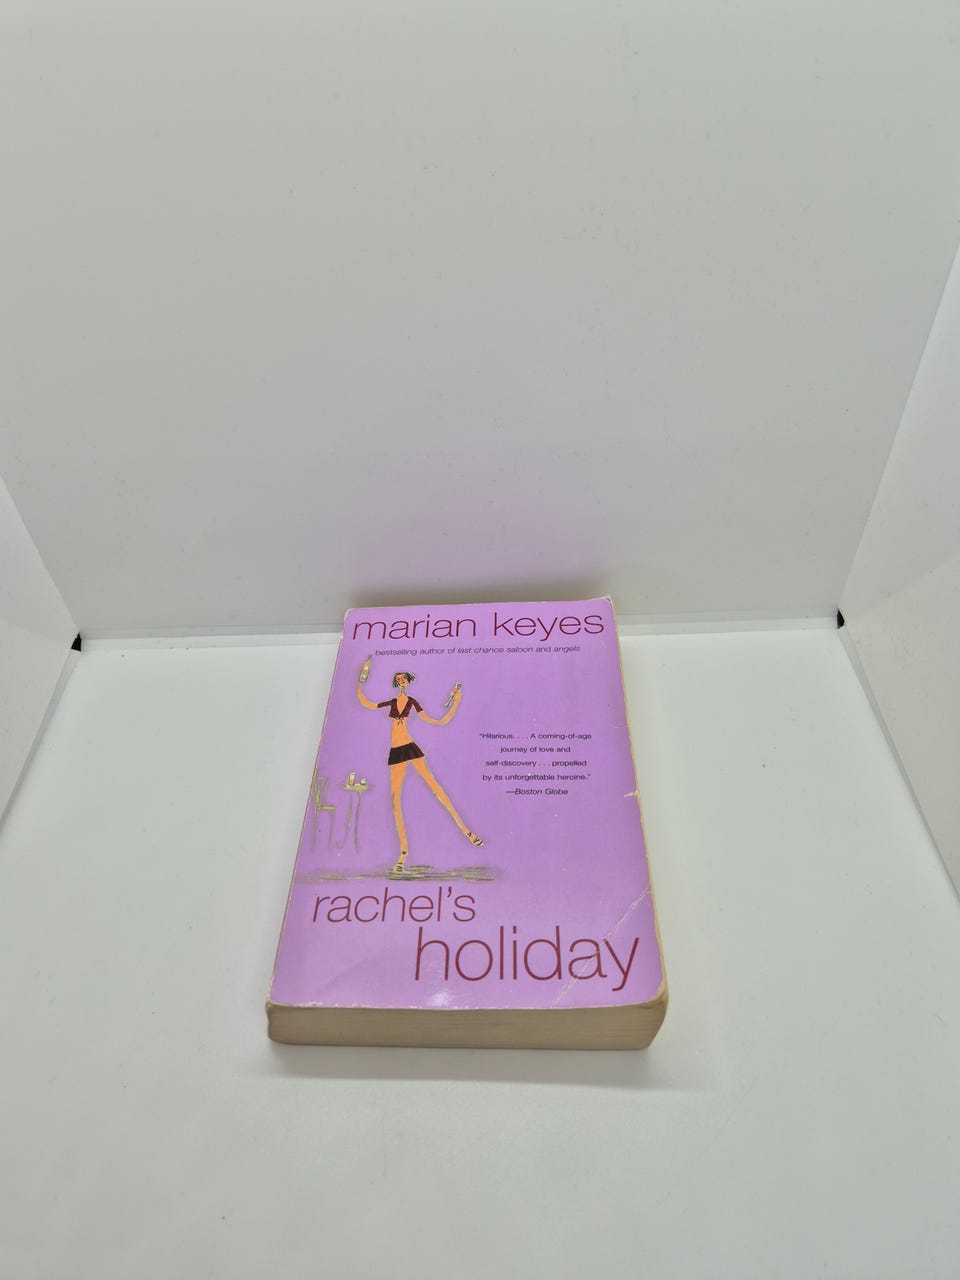 marian keyes
bestselling author of last chance saloon and angels
"Hilarious. . . . A coming-of-age
journey of love and
self-discovery . . . propelled
by its unforgettable heroine."
—Boston Globe
rachel's
holiday